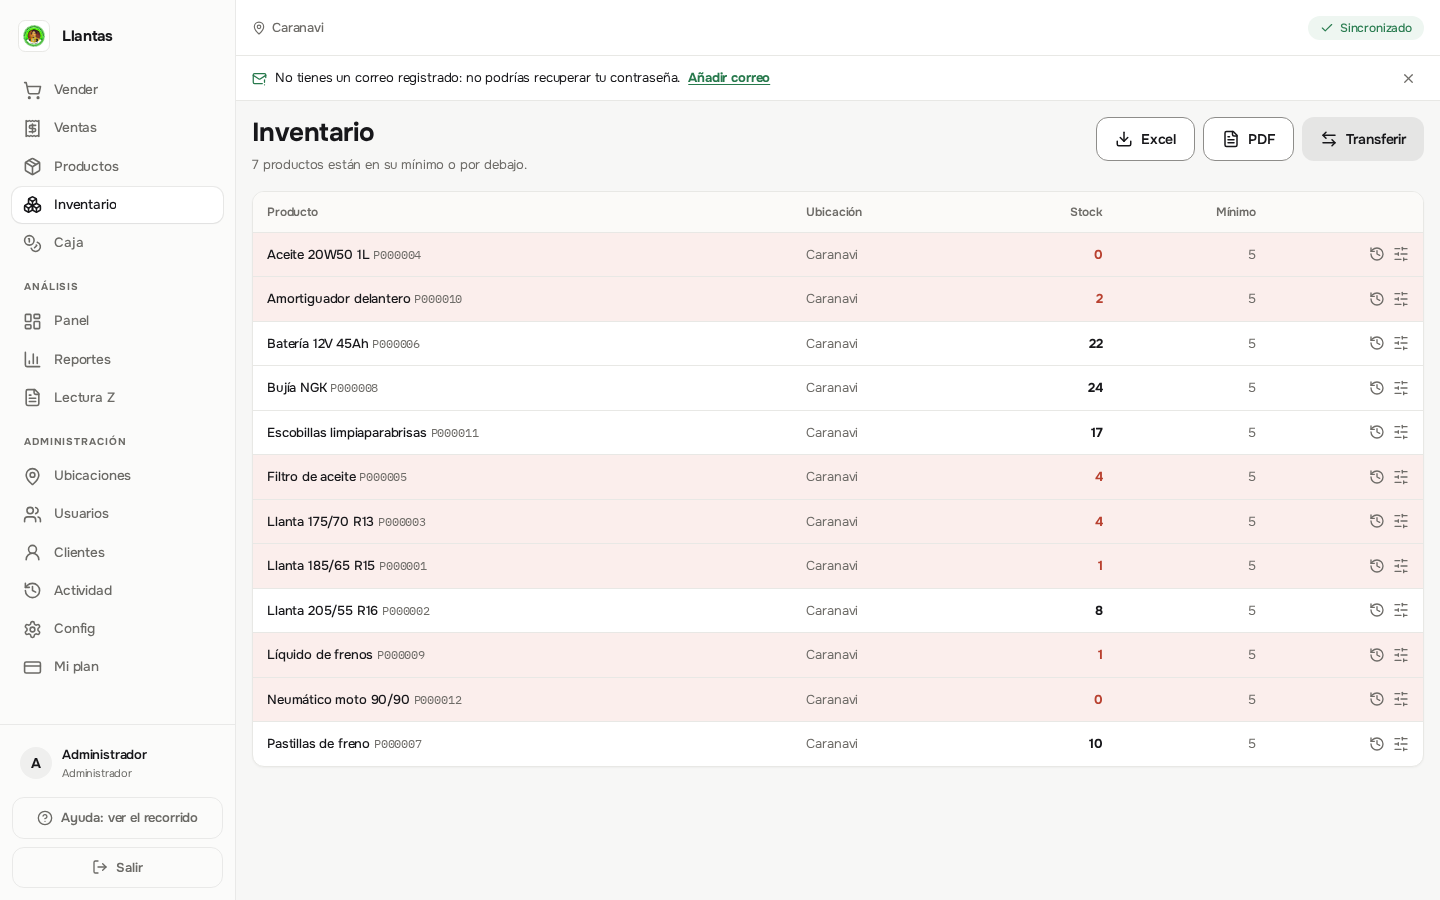 Llantas
Vender
Ventas
Productos
Inventario
Caja
ANÁLISIS
Panel
Reportes
Lectura Z
ADMINISTRACIÓN
Ubicaciones
Usuarios
Clientes
Actividad
Config
Mi plan
A
Administrador
Administrador
Ayuda: ver el recorrido
Salir
Caranavi
Sincronizado
No tienes un correo registrado: no podrías recuperar tu contraseña. Añadir correo
Inventario
7 productos están en su mínimo o por debajo.
Excel
PDF
Transferir
Producto Ubicación Stock Mínimo
Aceite 20W50 1L P000004 Caranavi 0 5
Amortiguador delantero P000010 Caranavi 2 5
Batería 12V 45Ah P000006 Caranavi 22 5
Bujía NGK P000008 Caranavi 24 5
Escobillas limpiaparabrisas P000011 Caranavi 17 5
Filtro de aceite P000005 Caranavi 4 5
Llanta 175/70 R13 P000003 Caranavi 4 5
Llanta 185/65 R15 P000001 Caranavi 1 5
Llanta 205/55 R16 P000002 Caranavi 8 5
Líquido de frenos P000009 Caranavi 1 5
Neumático moto 90/90 P000012 Caranavi 0 5
Pastillas de freno P000007 Caranavi 10 5